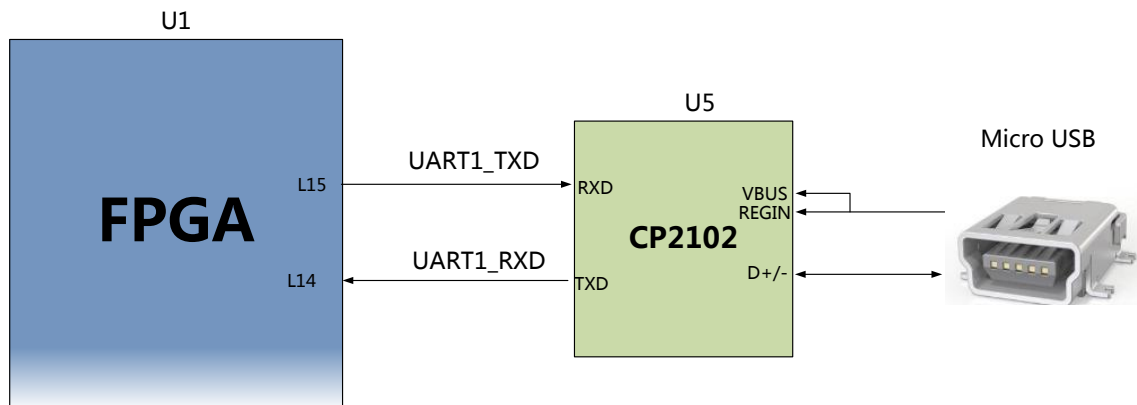 U1
FPGA
L15
L14
UART1_TXD
UART1_RXD
U5
RXD
TXD
CP2102
VBUS
REGIN
D+/-
Micro USB